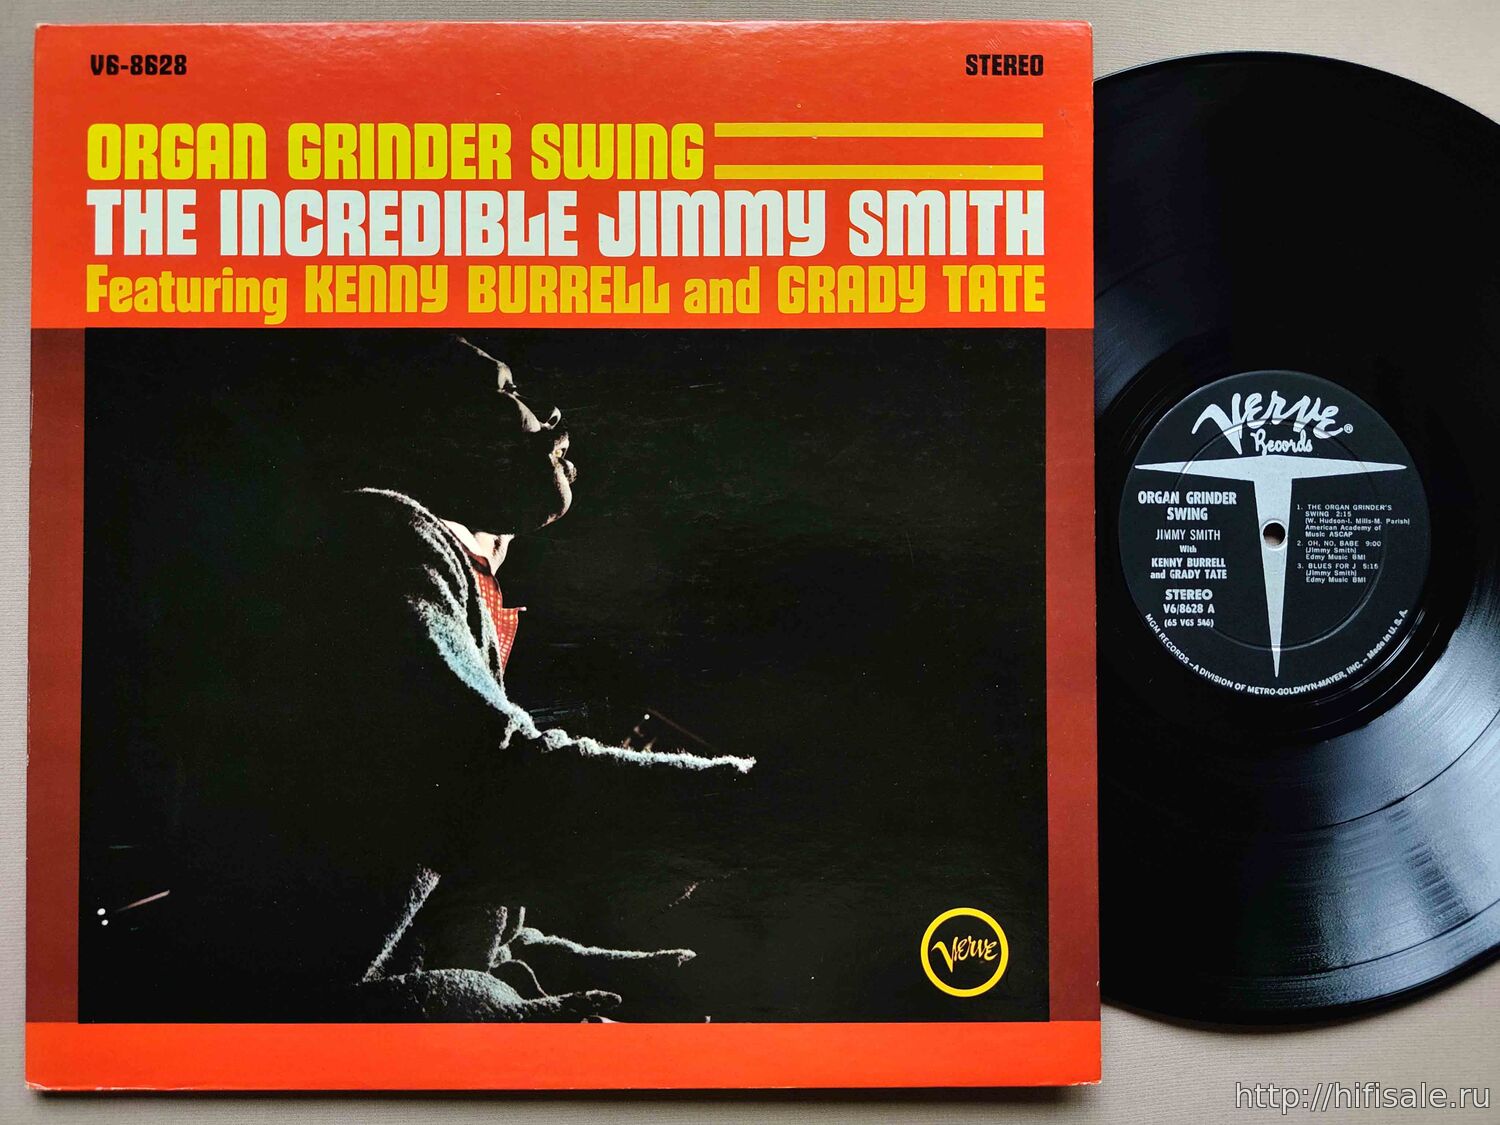 V6-8628
STEREO
ORGAN GRINDER SWING
THE INCREDIBLE JIMMY SMITH
Featuring KENNY BURRELL and GRADY TATE
VERVE
VERVE®
Records
ORGAN GRINDER
SWING
JIMMY SMITH
With
KENNY BURRELL
and GRADY TATE
STEREO
V6/8628 A
(65 VGS 546)
1. THE ORGAN GRINDER'S
SWING 2:15
(W. Hudson-I. Mills-M. Parish)
American Academy of
Music ASCAP
2. OH, NO, BABE 9:00
(Jimmy Smith)
Edmy Music BMI
3. BLUES FOR J 5:15
(Jimmy Smith)
Edmy Music BMI
MGM RECORDS – A DIVISION OF METRO-GOLDWYN-MAYER, INC. – Made in U.S.A.
http://hifisale.ru